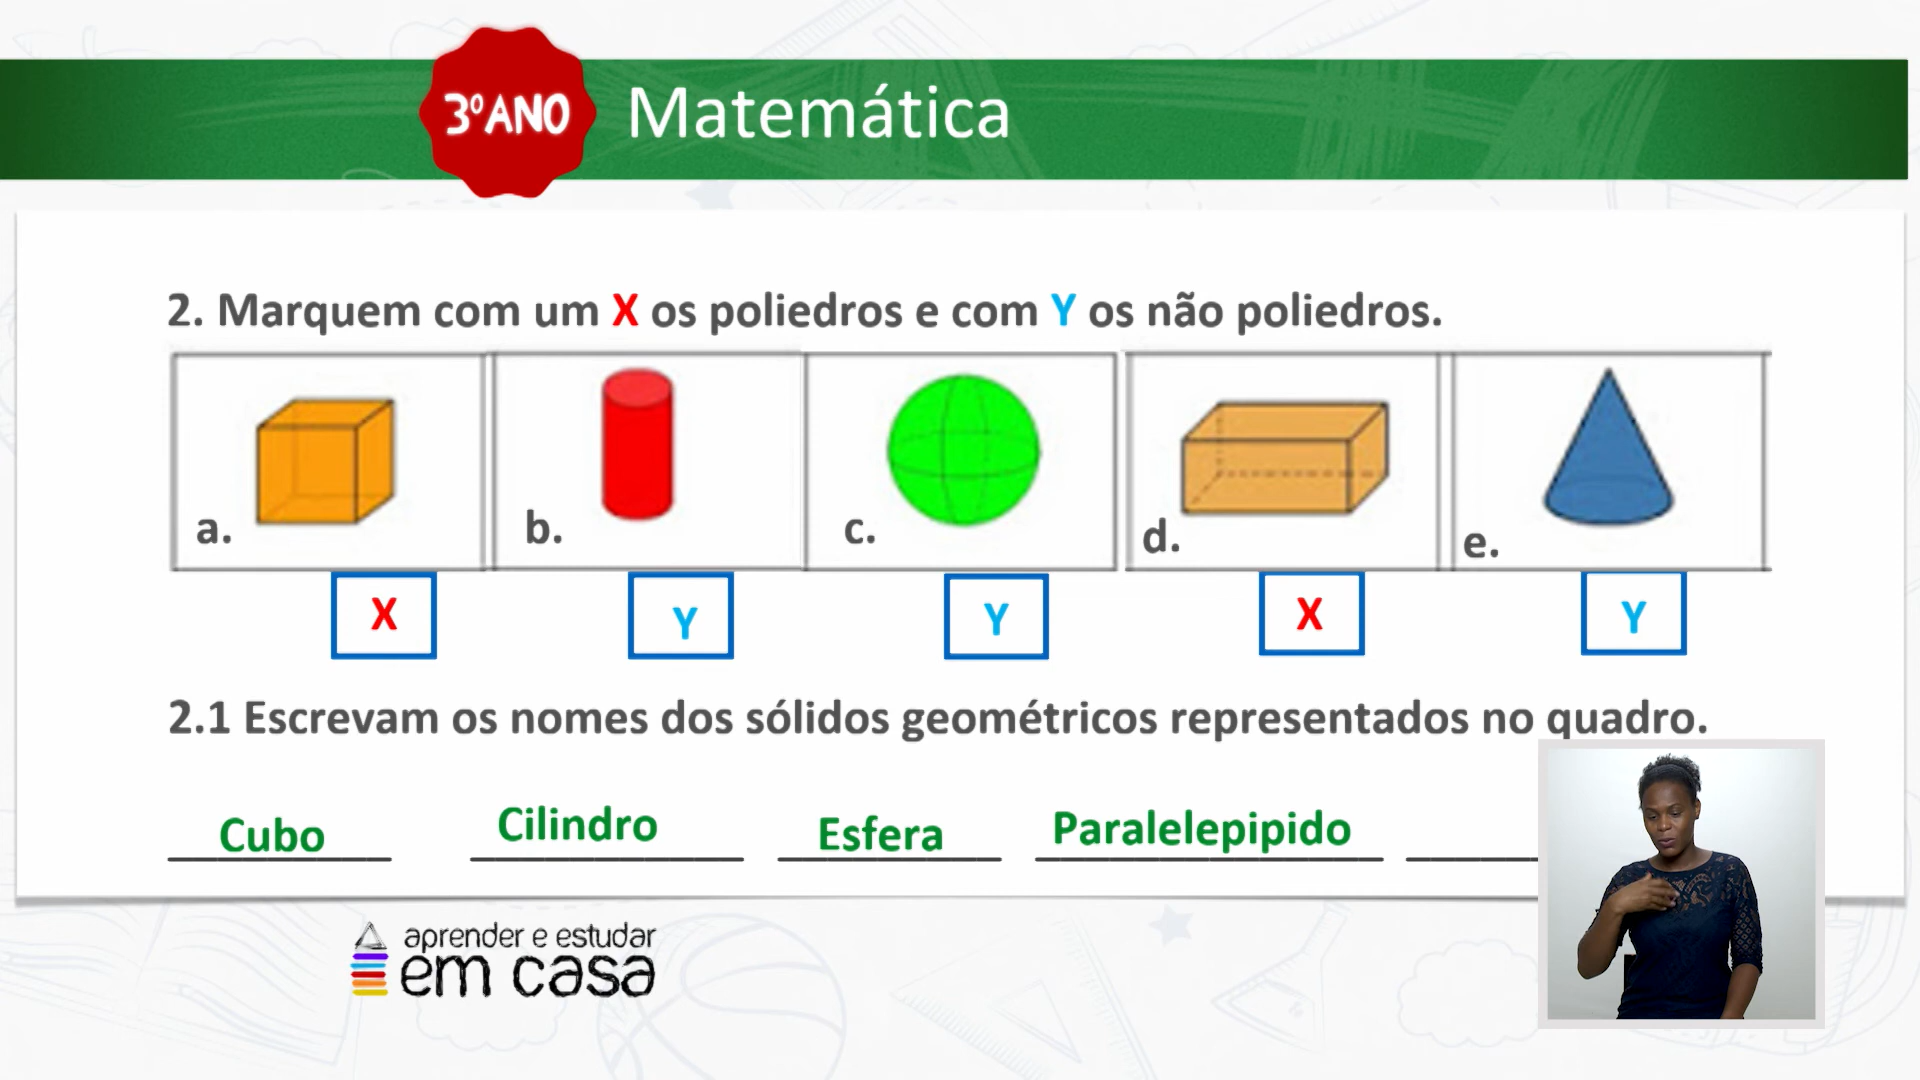 3ºANO Matemática
2. Marquem com um X os poliedros e com Y os não poliedros.
a. b. c. d. e.
X Y Y X Y
2.1 Escrevam os nomes dos sólidos geométricos representados no quadro.
Cubo Cilindro Esfera Paralelepipido
aprender e estudar
em casa